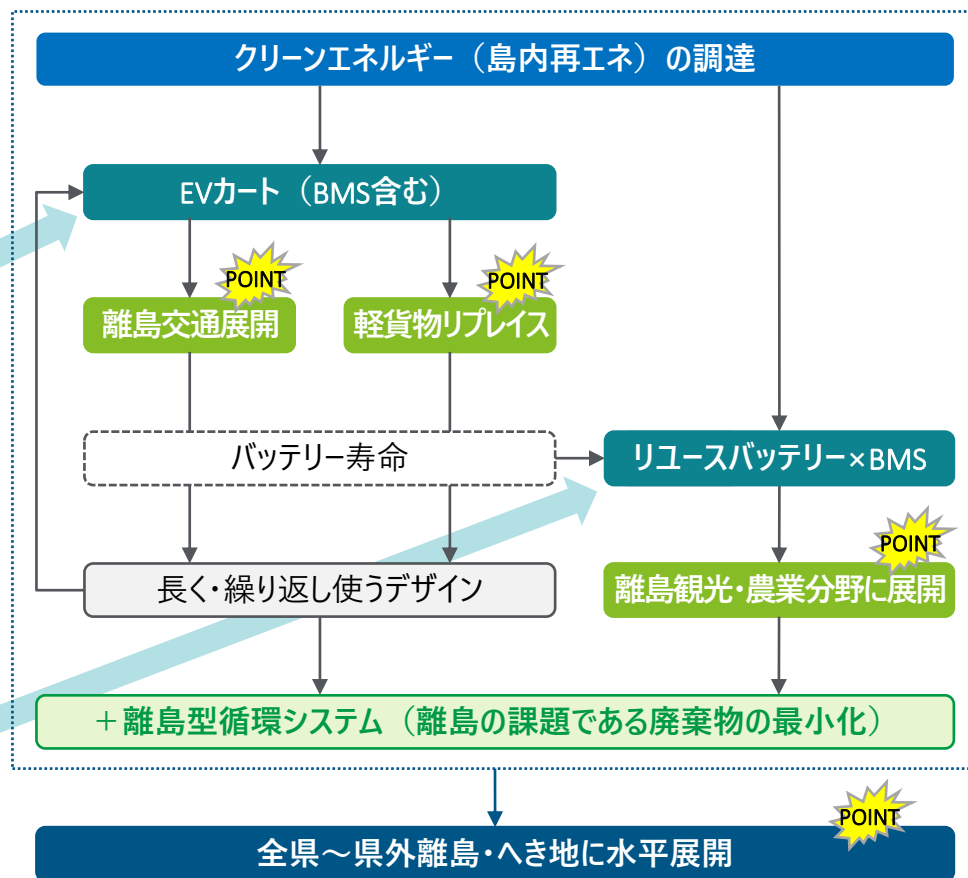 クリーンエネルギー（島内再エネ）の調達
EVカート（BMS含む）
POINT
POINT
離島交通展開
軽貨物リプレイス
バッテリー寿命
リユースバッテリー×BMS
POINT
長く・繰り返し使うデザイン
離島観光・農業分野に展開
＋離島型循環システム（離島の課題である廃棄物の最小化）
POINT
全県～県外離島・へき地に水平展開